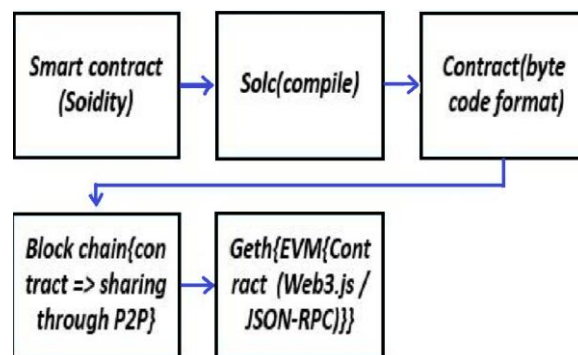 Smart contract
(Soidity)
Solc(compile)
Contract(byte
code format)
Block chain{con
tract => sharing
through P2P}
Geth{EVM{Cont
ract (Web3.js /
JSON-RPC)}}